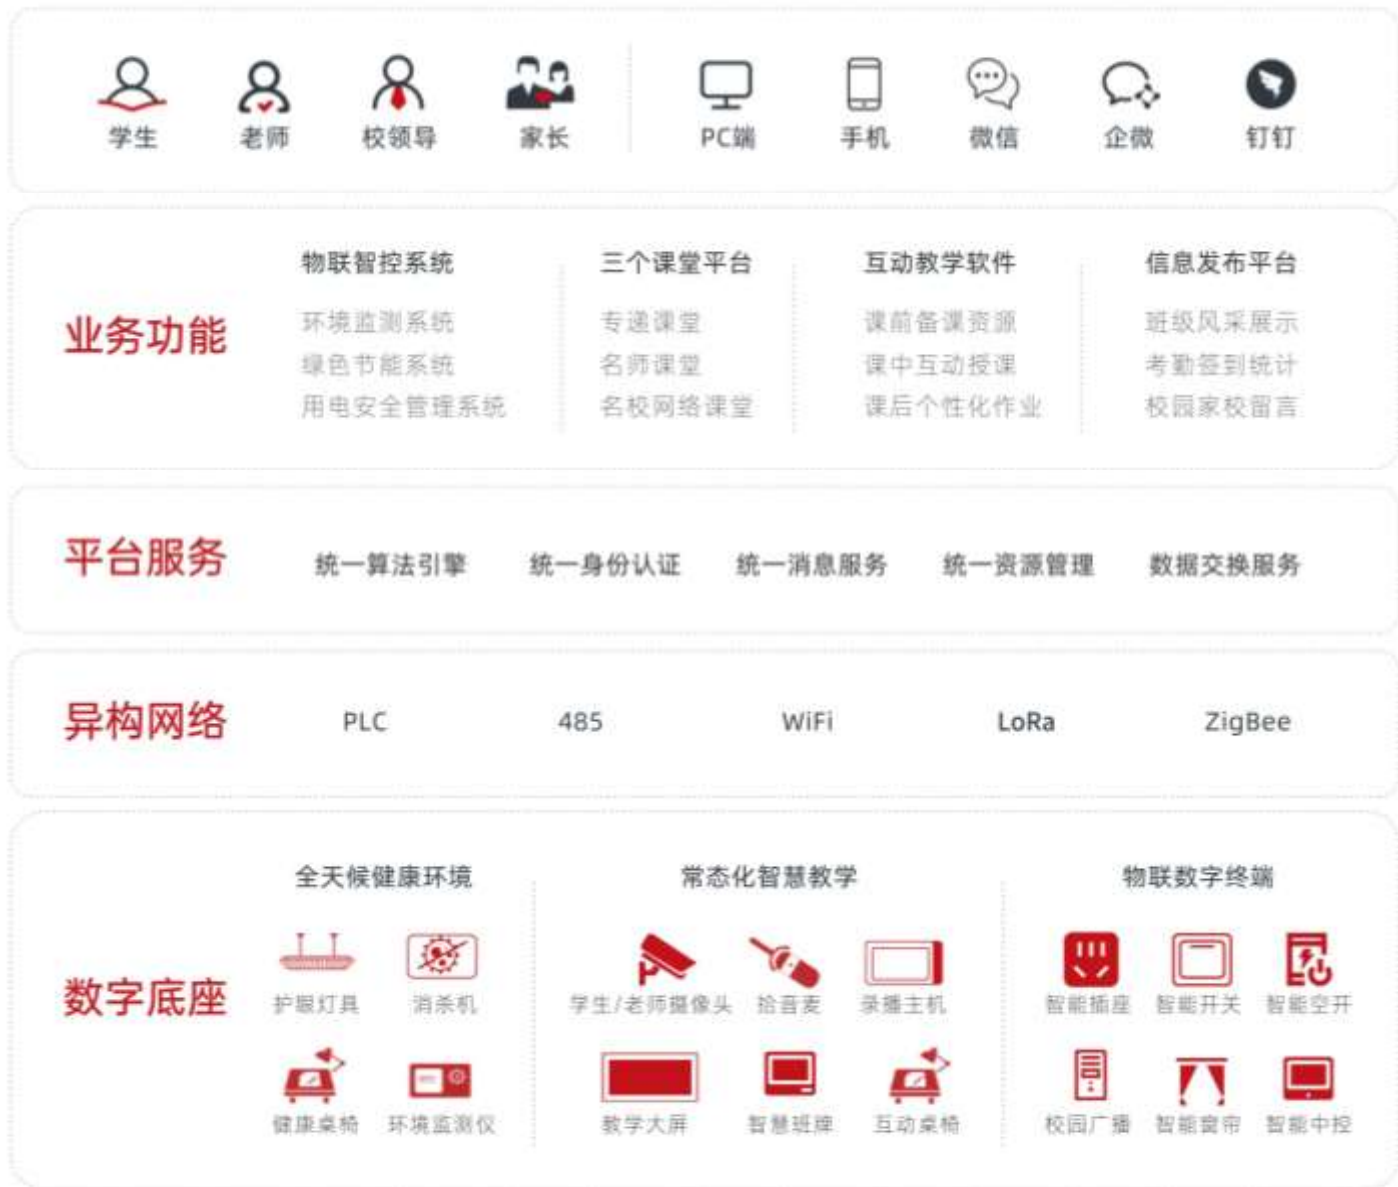 学生 老师 校领导 家长 PC端 手机 微信 企微 钉钉
业务功能
物联智控系统 三个课堂平台 互动教学软件 信息发布平台
环境监测系统 专递课堂 课前备课资源 班级风采展示
绿色节能系统 名师课堂 课中互动授课 考勤签到统计
用电安全管理系统 名校网络课堂 课后个性化作业 校园家校留言
平台服务 统一算法引擎 统一身份认证 统一消息服务 统一资源管理 数据交换服务
异构网络 PLC 485 WiFi LoRa ZigBee
数字底座
全天候健康环境 常态化智慧教学 物联数字终端
护眼灯具 消杀机 学生/老师摄像头 拾音麦 录播主机 智能插座 智能开关 智能空开
健康桌椅 环境监测仪 教学大屏 智慧班牌 互动桌椅 校园广播 智能窗帘 智能中控